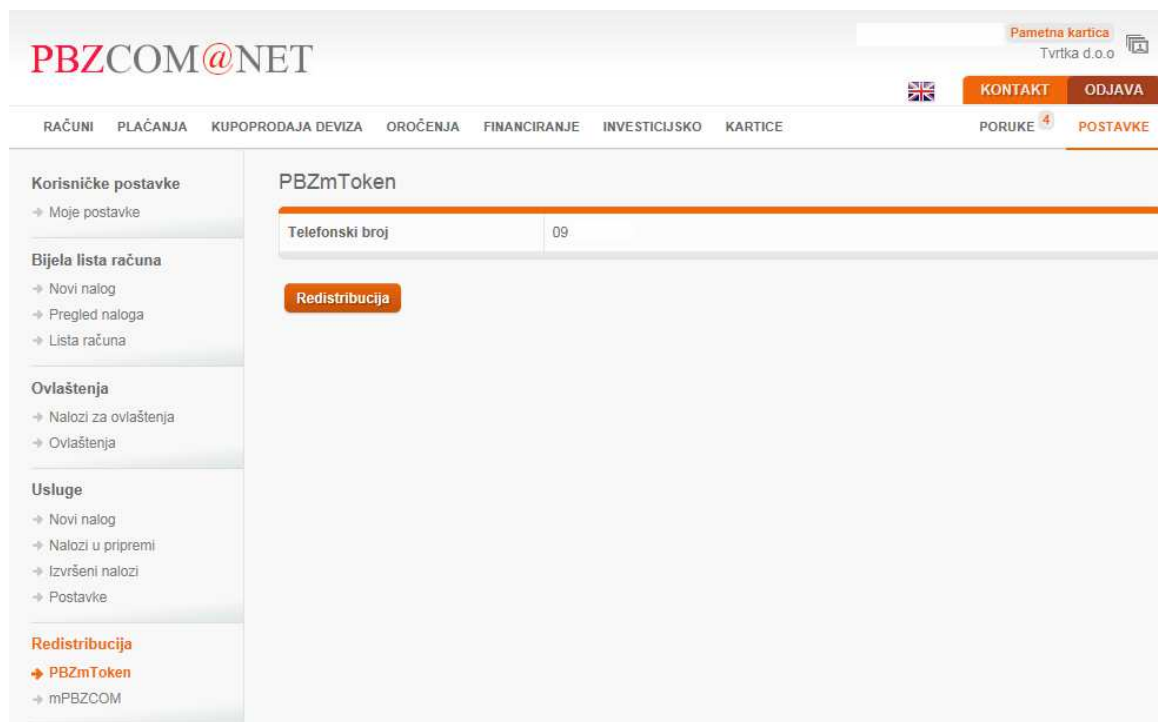 PBZCOM@NET
Pametna kartica
Tvrtka d.o.o
KONTAKT ODJAVA
RAČUNI PLAĆANJA KUPOPRODAJA DEVIZA OROČENJA FINANCIRANJE INVESTICIJSKO KARTICE PORUKE 4 POSTAVKE
Korisničke postavke
Moje postavke
Bijela lista računa
Novi nalog
Pregled naloga
Lista računa
Ovlaštenja
Nalozi za ovlaštenja
Ovlaštenja
Usluge
Novi nalog
Nalozi u pripremi
Izvršeni nalozi
Postavke
Redistribucija
PBZmToken
mPBZCOM
PBZmToken
Telefonski broj 09
Redistribucija